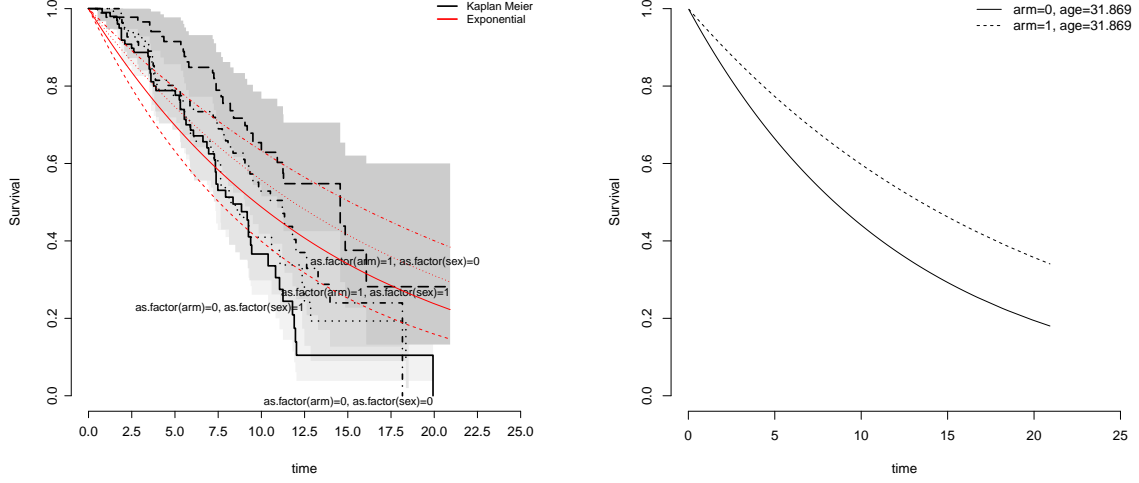 Kaplan Meier
Exponential
Survival
1.0
0.8
0.6
0.4
0.2
0.0
as.factor(arm)=1, as.factor(sex)=0
as.factor(arm)=1, as.factor(sex)=1
as.factor(arm)=0, as.factor(sex)=1
as.factor(arm)=0, as.factor(sex)=0
0.0 2.5 5.0 7.5 10.0 12.5 15.0 17.5 20.0 22.5 25.0
time
arm=0, age=31.869
arm=1, age=31.869
Survival
1.0
0.8
0.6
0.4
0.2
0.0
0 5 10 15 20 25
time